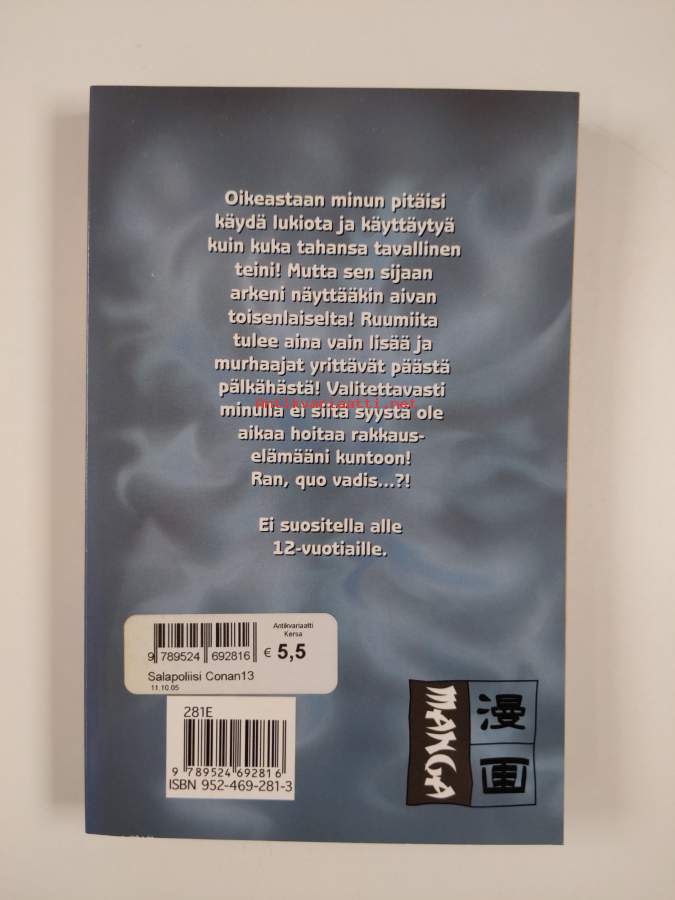 Oikeastaan minun pitäisi
käydä lukiota ja käyttäytyä
kuin kuka tahansa tavallinen
teini! Mutta sen sijaan
arkeni näyttääkin aivan
toisenlaiselta! Ruumiita
tulee aina vain lisää ja
murhaajat yrittävät päästä
pälkähästä! Valitettavasti
antikvariaatti.net
minulla ei siitä syystä ole
aikaa hoitaa rakkaus-
elämääni kuntoon!
Ran, quo vadis...?!
Ei suositella alle
12-vuotiaille.
Antikvariaatti
Kersa
9 789524 692816 € 5,5
Salapoliisi Conan13
11.10.05
281E
9 789524 692816
ISBN 952-469-281-3
MANGA
漫
画